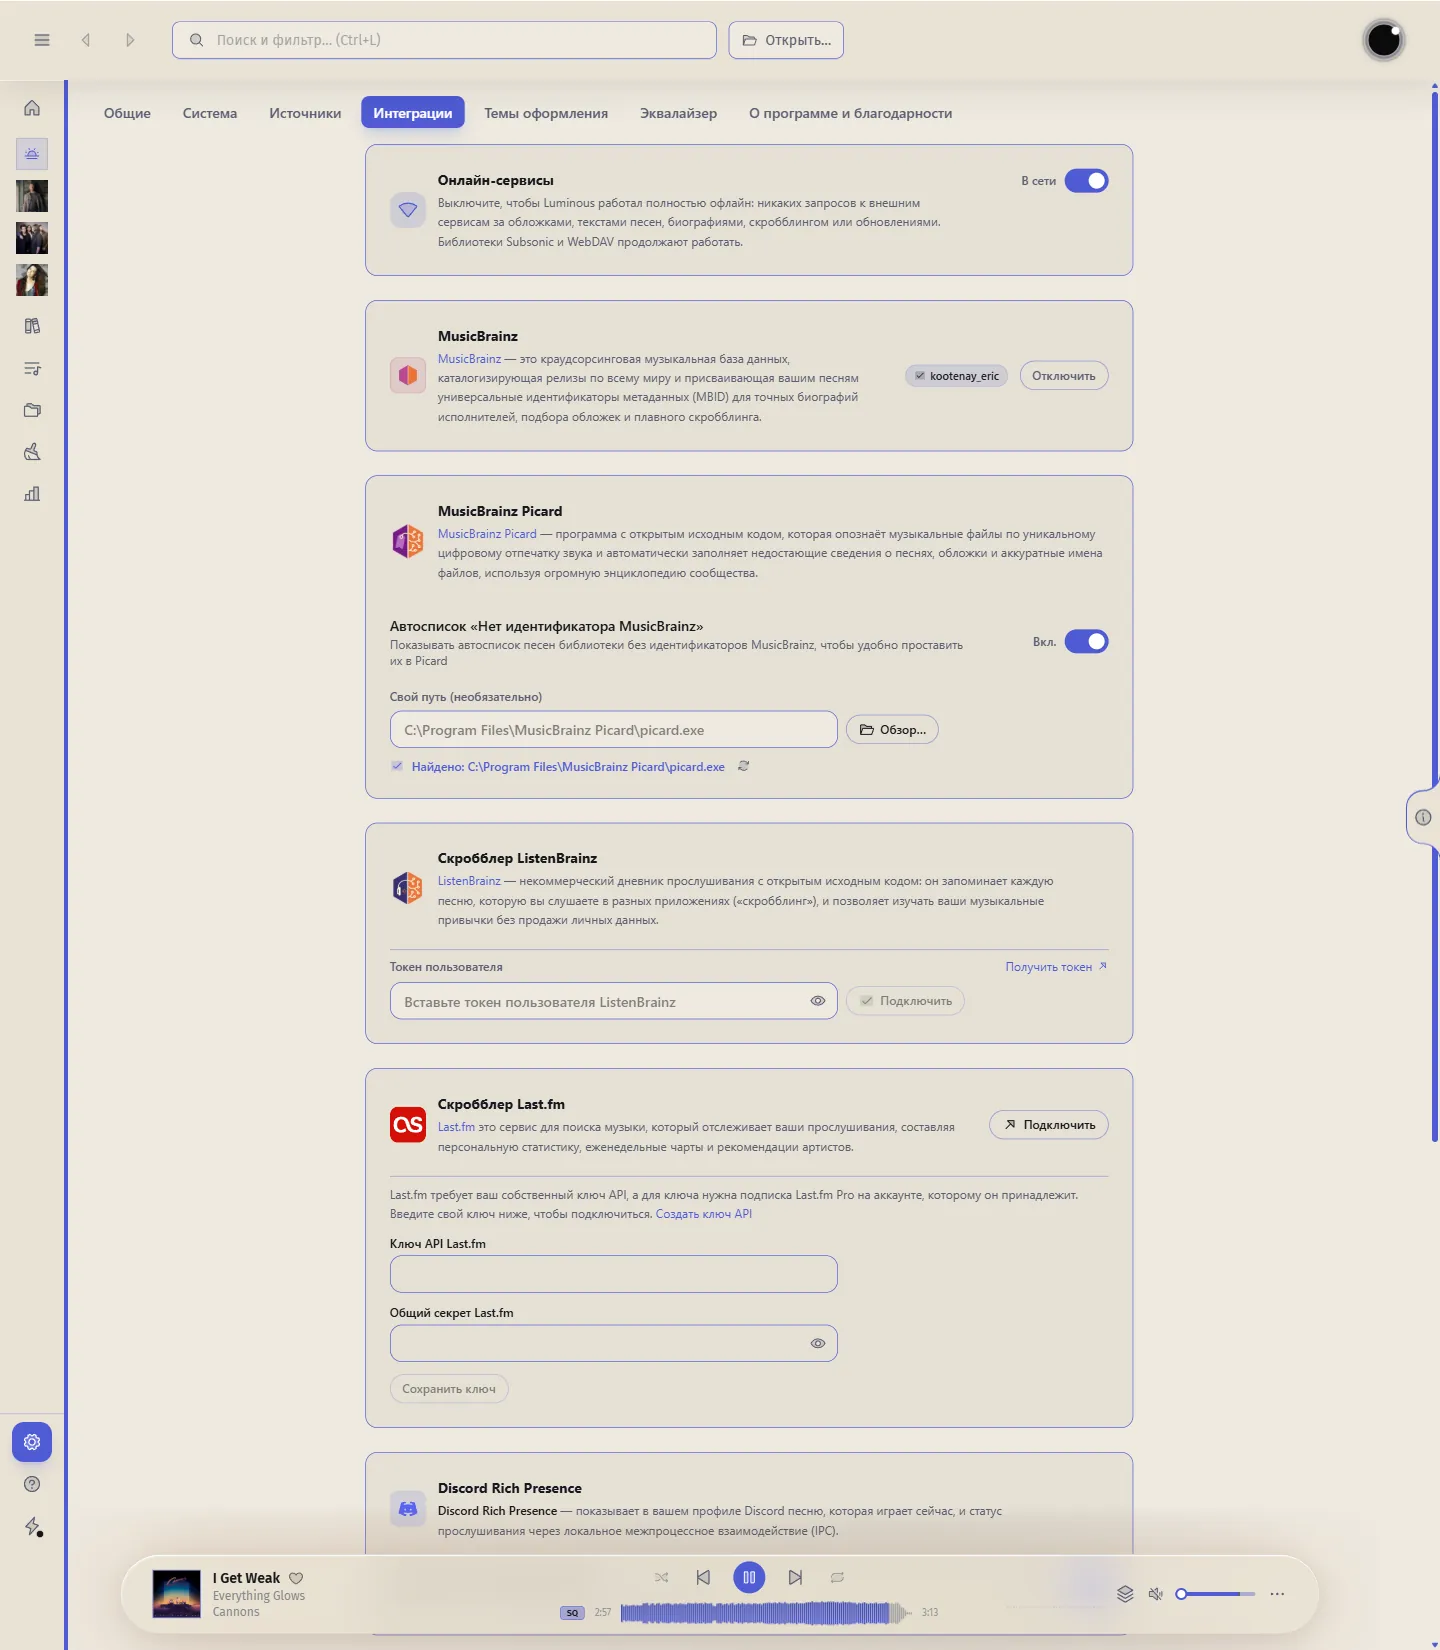 Поиск и фильтр... (Ctrl+L)
Открыть...
Общие
Система
Источники
Интеграции
Темы оформления
Эквалайзер
О программе и благодарности
Онлайн-сервисы
В сети
Выключите, чтобы Luminous работал полностью офлайн: никаких запросов к внешним
сервисам за обложками, текстами песен, биографиями, скробблингом или обновлениями.
Библиотеки Subsonic и WebDAV продолжают работать.
MusicBrainz
MusicBrainz — это краудсорсинговая музыкальная база данных,
каталогизирующая релизы по всему миру и присваивающая вашим песням
универсальные идентификаторы метаданных (MBID) для точных биографий
исполнителей, подбора обложек и плавного скробблинга.
kootenay_eric
Отключить
MusicBrainz Picard
MusicBrainz Picard — программа с открытым исходным кодом, которая опознаёт музыкальные файлы по уникальному
цифровому отпечатку звука и автоматически заполняет недостающие сведения о песнях, обложки и аккуратные имена
файлов, используя огромную энциклопедию сообщества.
Автосписок «Нет идентификатора MusicBrainz»
Показывать автосписок песен библиотеки без идентификаторов MusicBrainz, чтобы удобно проставить
их в Picard
Вкл.
Свой путь (необязательно)
C:\Program Files\MusicBrainz Picard\picard.exe
Обзор...
Найдено: C:\Program Files\MusicBrainz Picard\picard.exe
Скробблер ListenBrainz
ListenBrainz — некоммерческий дневник прослушивания с открытым исходным кодом: он запоминает каждую
песню, которую вы слушаете в разных приложениях («скробблинг»), и позволяет изучать ваши музыкальные
привычки без продажи личных данных.
Токен пользователя
Получить токен
Вставьте токен пользователя ListenBrainz
Подключить
Скробблер Last.fm
Last.fm это сервис для поиска музыки, который отслеживает ваши прослушивания, составляя
персональную статистику, еженедельные чарты и рекомендации артистов.
Подключить
Last.fm требует ваш собственный ключ API, а для ключа нужна подписка Last.fm Pro на аккаунте, которому он принадлежит.
Введите свой ключ ниже, чтобы подключиться. Создать ключ API
Ключ API Last.fm
Общий секрет Last.fm
Сохранить ключ
Discord Rich Presence
Discord Rich Presence — показывает в вашем профиле Discord песню, которая играет сейчас, и статус
прослушивания через локальное межпроцессное взаимодействие (IPC).
I Get Weak
Everything Glows
Cannons
SQ
2:57
3:13